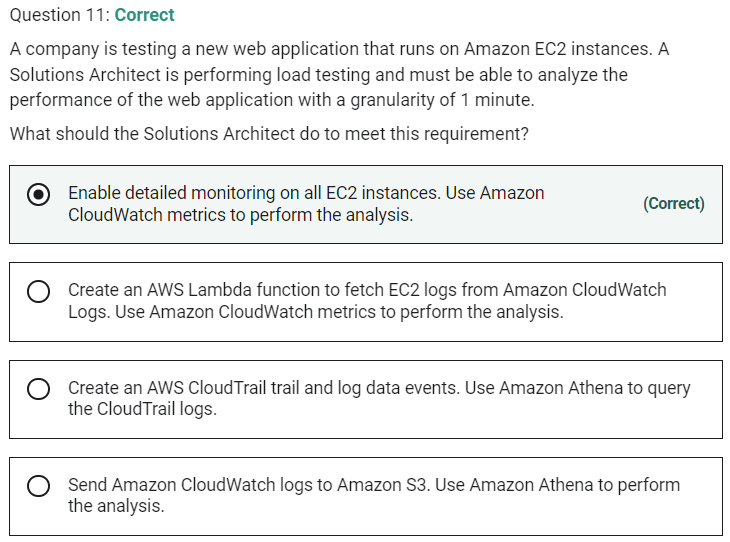 Question 11: Correct
A company is testing a new web application that runs on Amazon EC2 instances. A
Solutions Architect is performing load testing and must be able to analyze the
performance of the web application with a granularity of 1 minute.
What should the Solutions Architect do to meet this requirement?
Enable detailed monitoring on all EC2 instances. Use Amazon
CloudWatch metrics to perform the analysis.
(Correct)
Create an AWS Lambda function to fetch EC2 logs from Amazon CloudWatch
Logs. Use Amazon CloudWatch metrics to perform the analysis.
Create an AWS CloudTrail trail and log data events. Use Amazon Athena to query
the CloudTrail logs.
Send Amazon CloudWatch logs to Amazon S3. Use Amazon Athena to perform
the analysis.